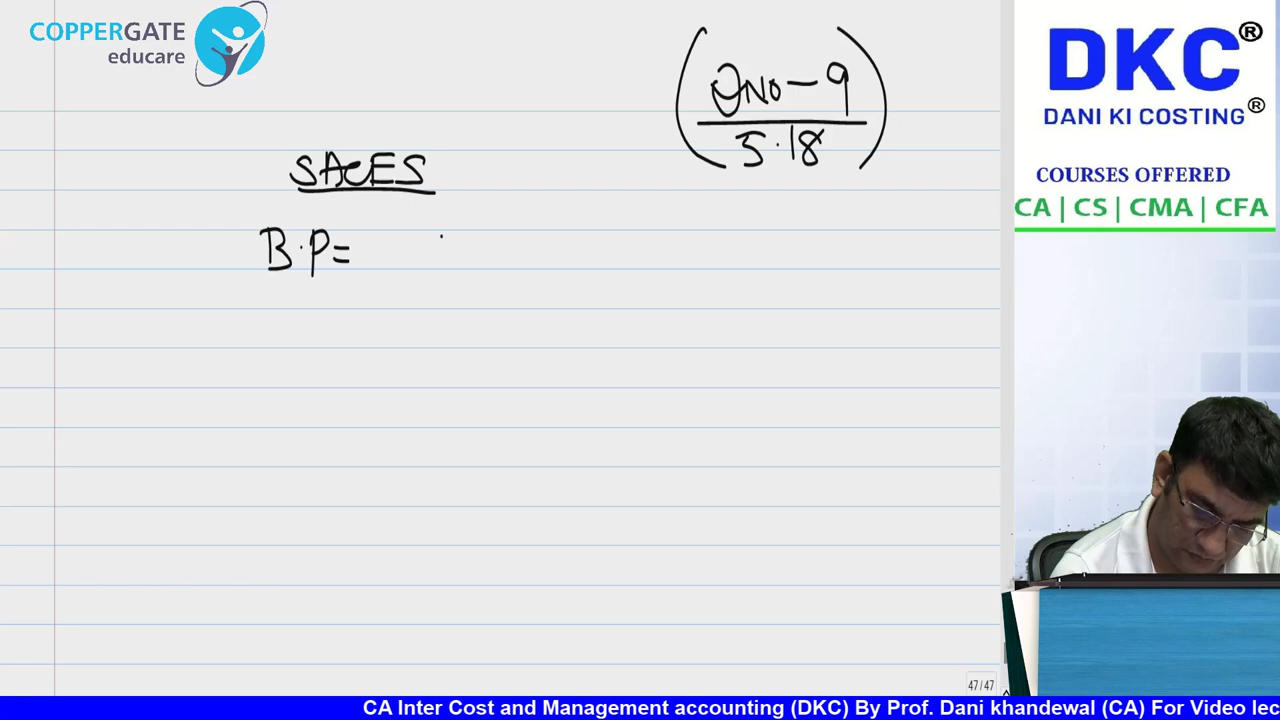 COPPERGATE
educare
QNO - 9
5.18
SALES
B.P =
DKC®
DANI KI COSTING®
COURSES OFFERED
CA | CS | CMA | CFA
47/47
CA Inter Cost and Management accounting (DKC) By Prof. Dani khandewal (CA) For Video lec